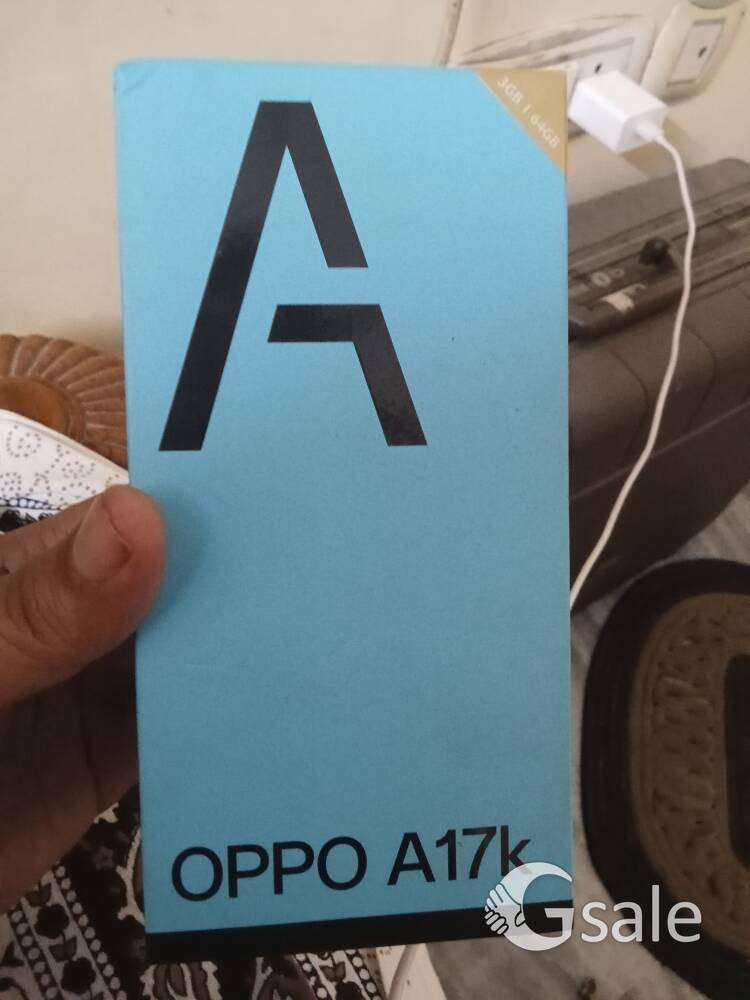 3GB | 64GB
A
OPPO A17k
Gsale